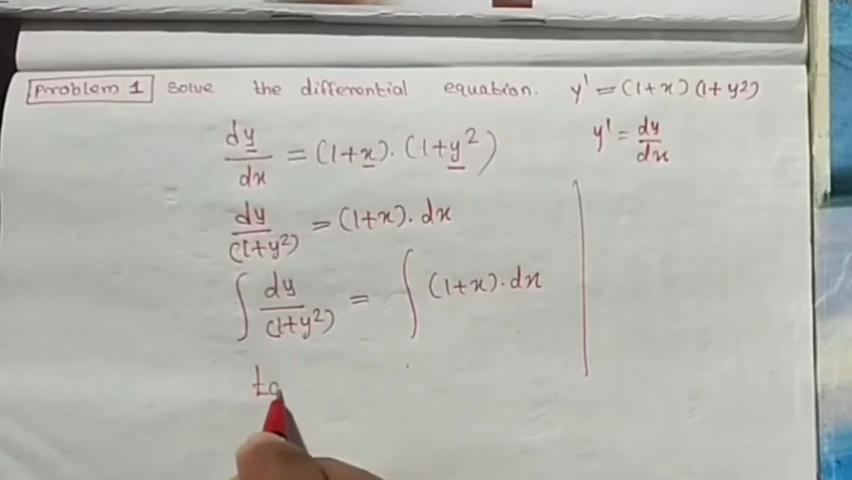 Problem 1 Solve the differential equation. y' = (1+x) (1+y²)
dy/dx = (1+x). (1+y²)
y' = dy/dx
dy/(1+y²) = (1+x). dx
∫ dy/(1+y²) = ∫ (1+x). dx
ta